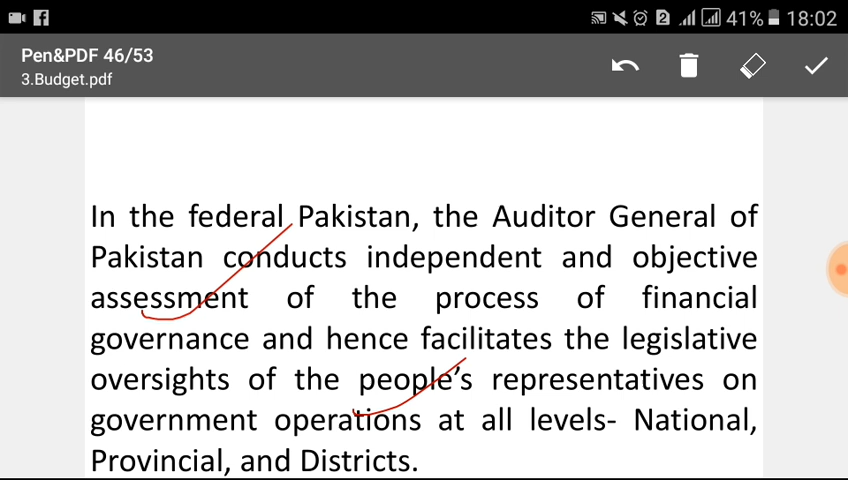 41% 18:02
Pen&PDF 46/53
3.Budget.pdf
In the federal Pakistan, the Auditor General of
Pakistan conducts independent and objective
assessment of the process of financial
governance and hence facilitates the legislative
oversights of the people's representatives on
government operations at all levels- National,
Provincial, and Districts.